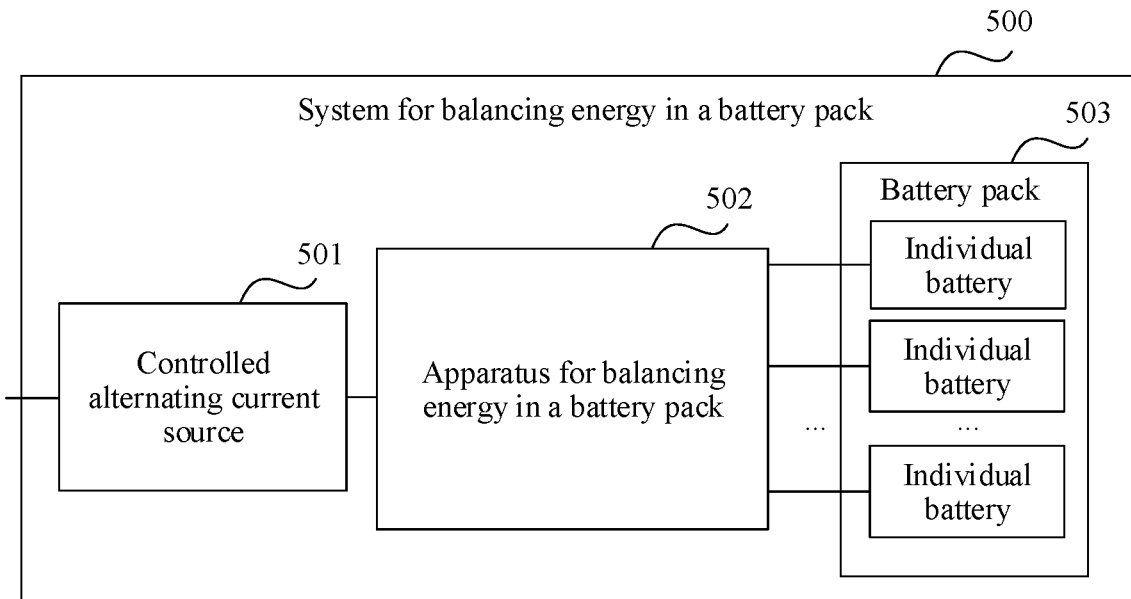 500
System for balancing energy in a battery pack
503
Battery pack
502
501
Individual
battery
Controlled
alternating current
source
Apparatus for balancing
energy in a battery pack
Individual
battery
...
...
Individual
battery